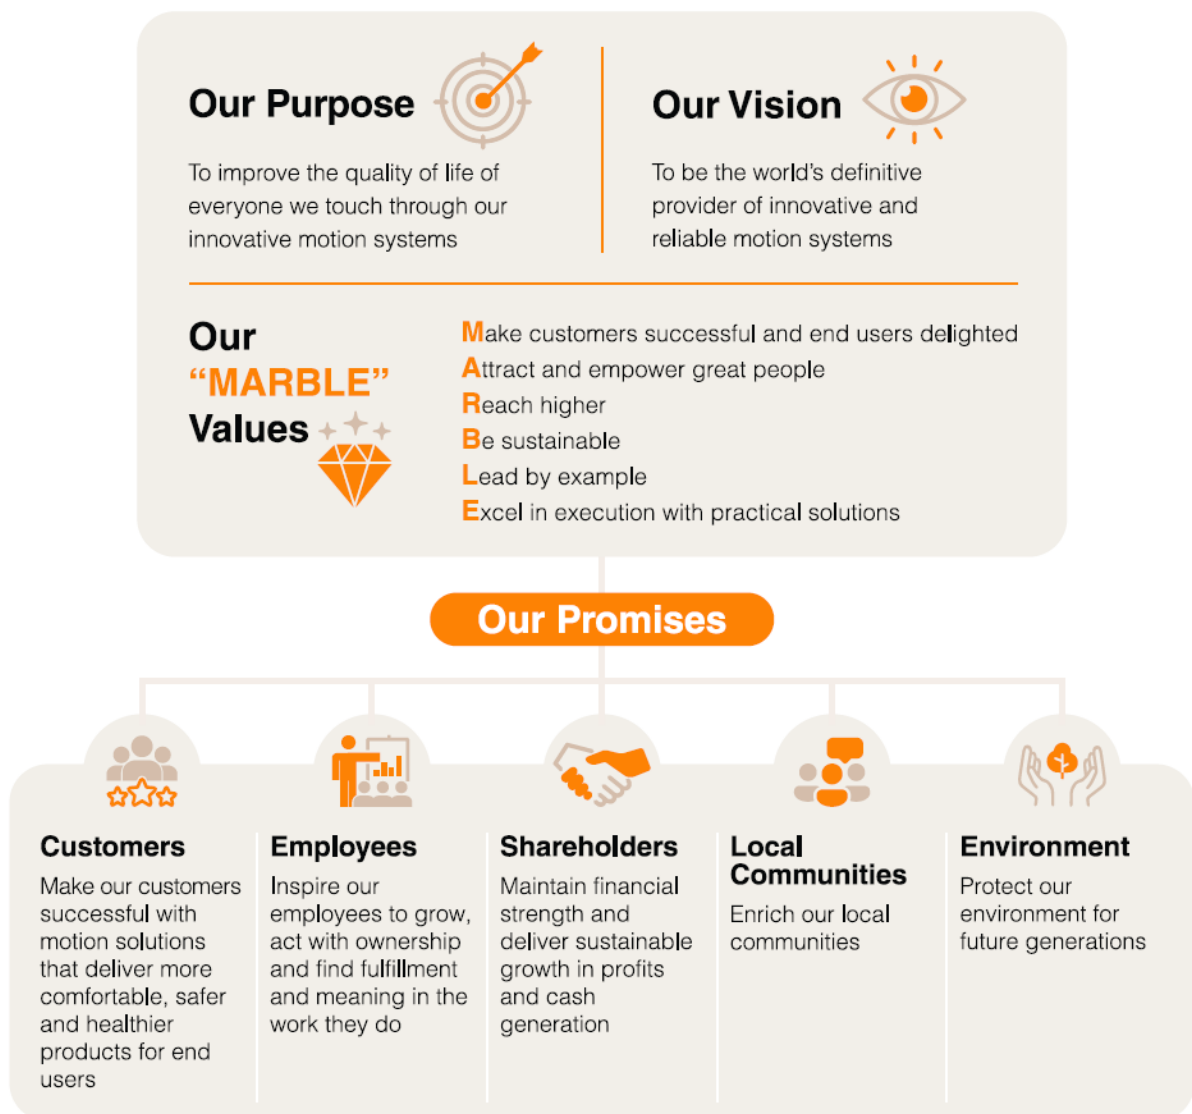 Our Purpose
To improve the quality of life of
everyone we touch through our
innovative motion systems
Our Vision
To be the world's definitive
provider of innovative and
reliable motion systems
Our
“MARBLE”
Values
Make customers successful and end users delighted
Attract and empower great people
Reach higher
Be sustainable
Lead by example
Excel in execution with practical solutions
Our Promises
Customers
Make our customers
successful with
motion solutions
that deliver more
comfortable, safer
and healthier
products for end
users
Employees
Inspire our
employees to grow,
act with ownership
and find fulfillment
and meaning in the
work they do
Shareholders
Maintain financial
strength and
deliver sustainable
growth in profits
and cash
generation
Local
Communities
Enrich our local
communities
Environment
Protect our
environment for
future generations